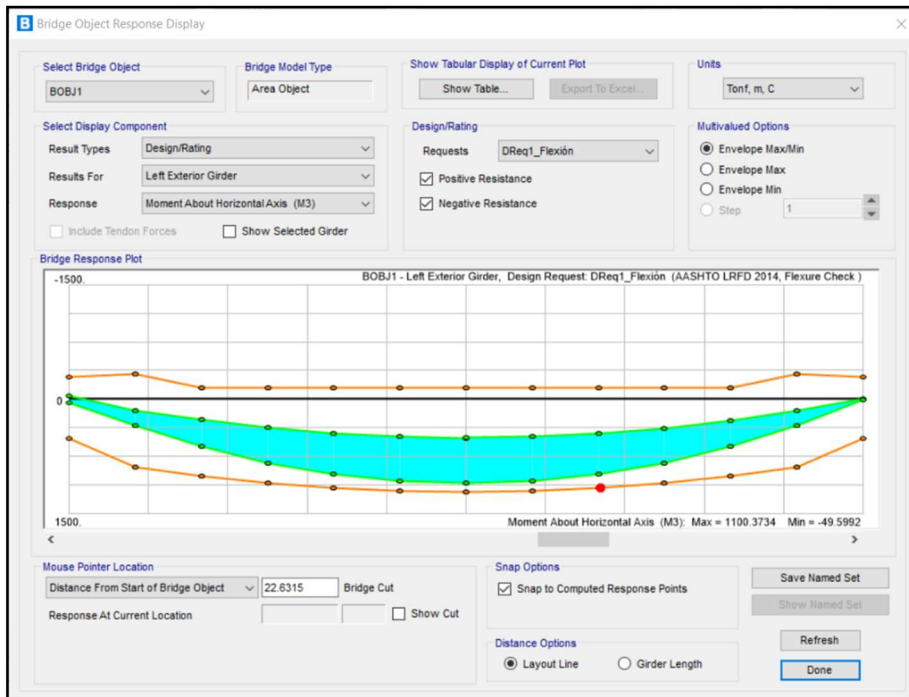 B Bridge Object Response Display
Select Bridge Object
BOBJ1
Bridge Model Type
Area Object
Show Tabular Display of Current Plot
Show Table...
Export To Excel...
Units
Tonf, m, C
Select Display Component
Result Types
Design/Rating
Results For
Left Exterior Girder
Response
Moment About Horizontal Axis (M3)
Include Tendon Forces
Show Selected Girder
Design/Rating
Requests
DReq1_Flexión
Positive Resistance
Negative Resistance
Multivalued Options
Envelope Max/Min
Envelope Max
Envelope Min
Step
1
Bridge Response Plot
-1500.
BOBJ1 - Left Exterior Girder, Design Request: DReq1_Flexión (AASHTO LRFD 2014, Flexure Check )
0
1500.
Moment About Horizontal Axis (M3): Max = 1100.3734 Min = -49.5992
Mouse Pointer Location
Distance From Start of Bridge Object
22.6315
Bridge Cut
Response At Current Location
Show Cut
Snap Options
Snap to Computed Response Points
Distance Options
Layout Line
Girder Length
Save Named Set
Show Named Set
Refresh
Done